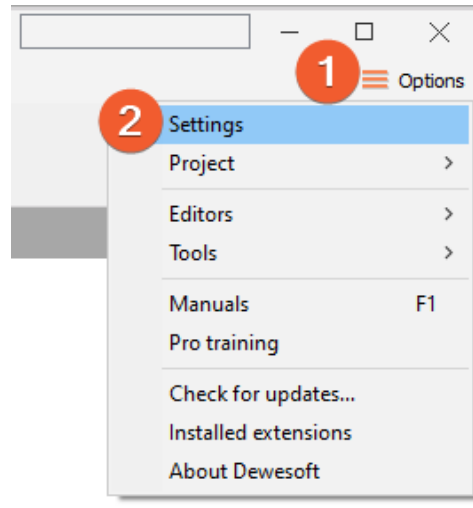 1 Options
2 Settings
Project >
Editors >
Tools >
Manuals F1
Pro training
Check for updates...
Installed extensions
About Dewesoft